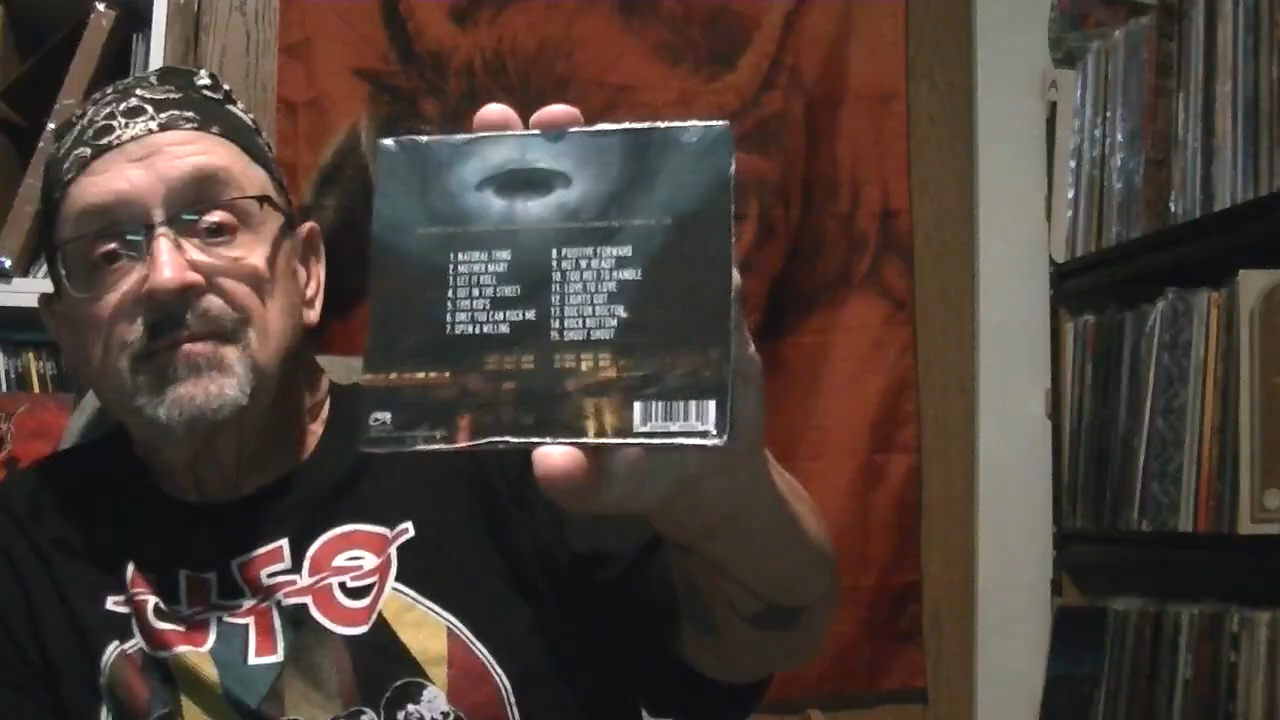 1. NATURAL THING
2. MOTHER MARY
3. LET IT ROLL
4. OUT IN THE STREET
5. THIS KID'S
6. ONLY YOU CAN ROCK ME
7. OPEN & WILLING
8. POSITIVE FORWARD
9. HOT 'N' READY
10. TOO HOT TO HANDLE
11. LOVE TO LOVE
12. LIGHTS OUT
13. DOCTOR DOCTOR
14. ROCK BOTTOM
15. SHOOT SHOOT
UFO